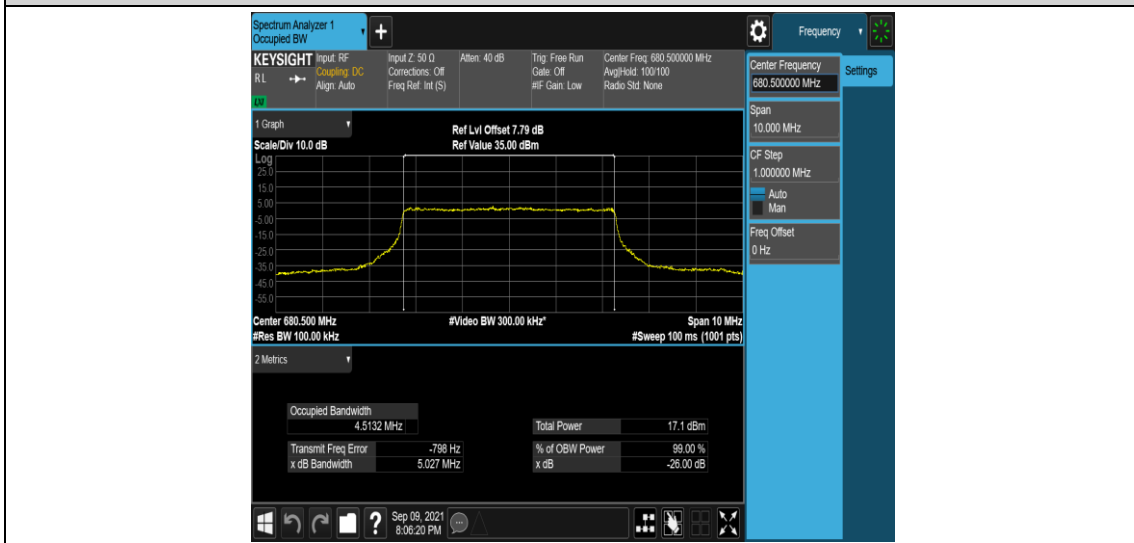 Spectrum Analyzer 1
Occupied BW
+
Frequency
KEYSIGHT
RL
LXI
Input: RF
Coupling: DC
Align: Auto
Input Z: 50 Ω
Corrections: Off
Freq Ref: Int (S)
Atten: 40 dB
Trig: Free Run
Gate: Off
#IF Gain: Low
Center Freq: 680.500000 MHz
Avg|Hold: 100/100
Radio Std: None
Center Frequency
680.500000 MHz
Settings
Span
10.000 MHz
CF Step
1.000000 MHz
Auto
Man
Freq Offset
0 Hz
1 Graph
Ref Lvl Offset 7.79 dB
Scale/Div 10.0 dB
Ref Value 35.00 dBm
Log
25.0
15.0
5.00
-5.00
-15.0
-25.0
-35.0
-45.0
-55.0
Center 680.500 MHz
#Video BW 300.00 kHz*
Span 10 MHz
#Res BW 100.00 kHz
#Sweep 100 ms (1001 pts)
2 Metrics
Occupied Bandwidth
4.5132 MHz
Total Power 17.1 dBm
Transmit Freq Error -798 Hz
% of OBW Power 99.00 %
x dB Bandwidth 5.027 MHz
x dB -26.00 dB
?
Sep 09, 2021
8:06:20 PM